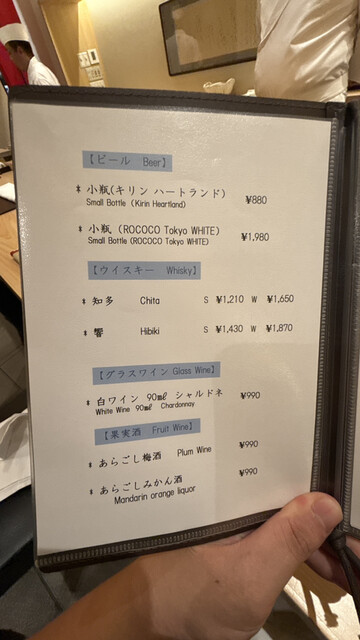 【ビール Beer】
* 小瓶(キリン ハートランド) ¥880
Small Bottle (Kirin Heartland)
* 小瓶 (ROCOCO Tokyo WHITE) ¥1,980
Small Bottle (ROCOCO Tokyo WHITE)
【ウイスキー Whisky】
* 知多 Chita S ¥1,210 W ¥1,650
* 響 Hibiki S ¥1,430 W ¥1,870
【グラスワイン Glass Wine】
* 白ワイン 90㎖ シャルドネ ¥990
White Wine 90㎖ Chardonnay
【果実酒 Fruit Wine】
* あらごし梅酒 Plum Wine ¥990
* あらごしみかん酒 ¥990
Mandarin orange liquor